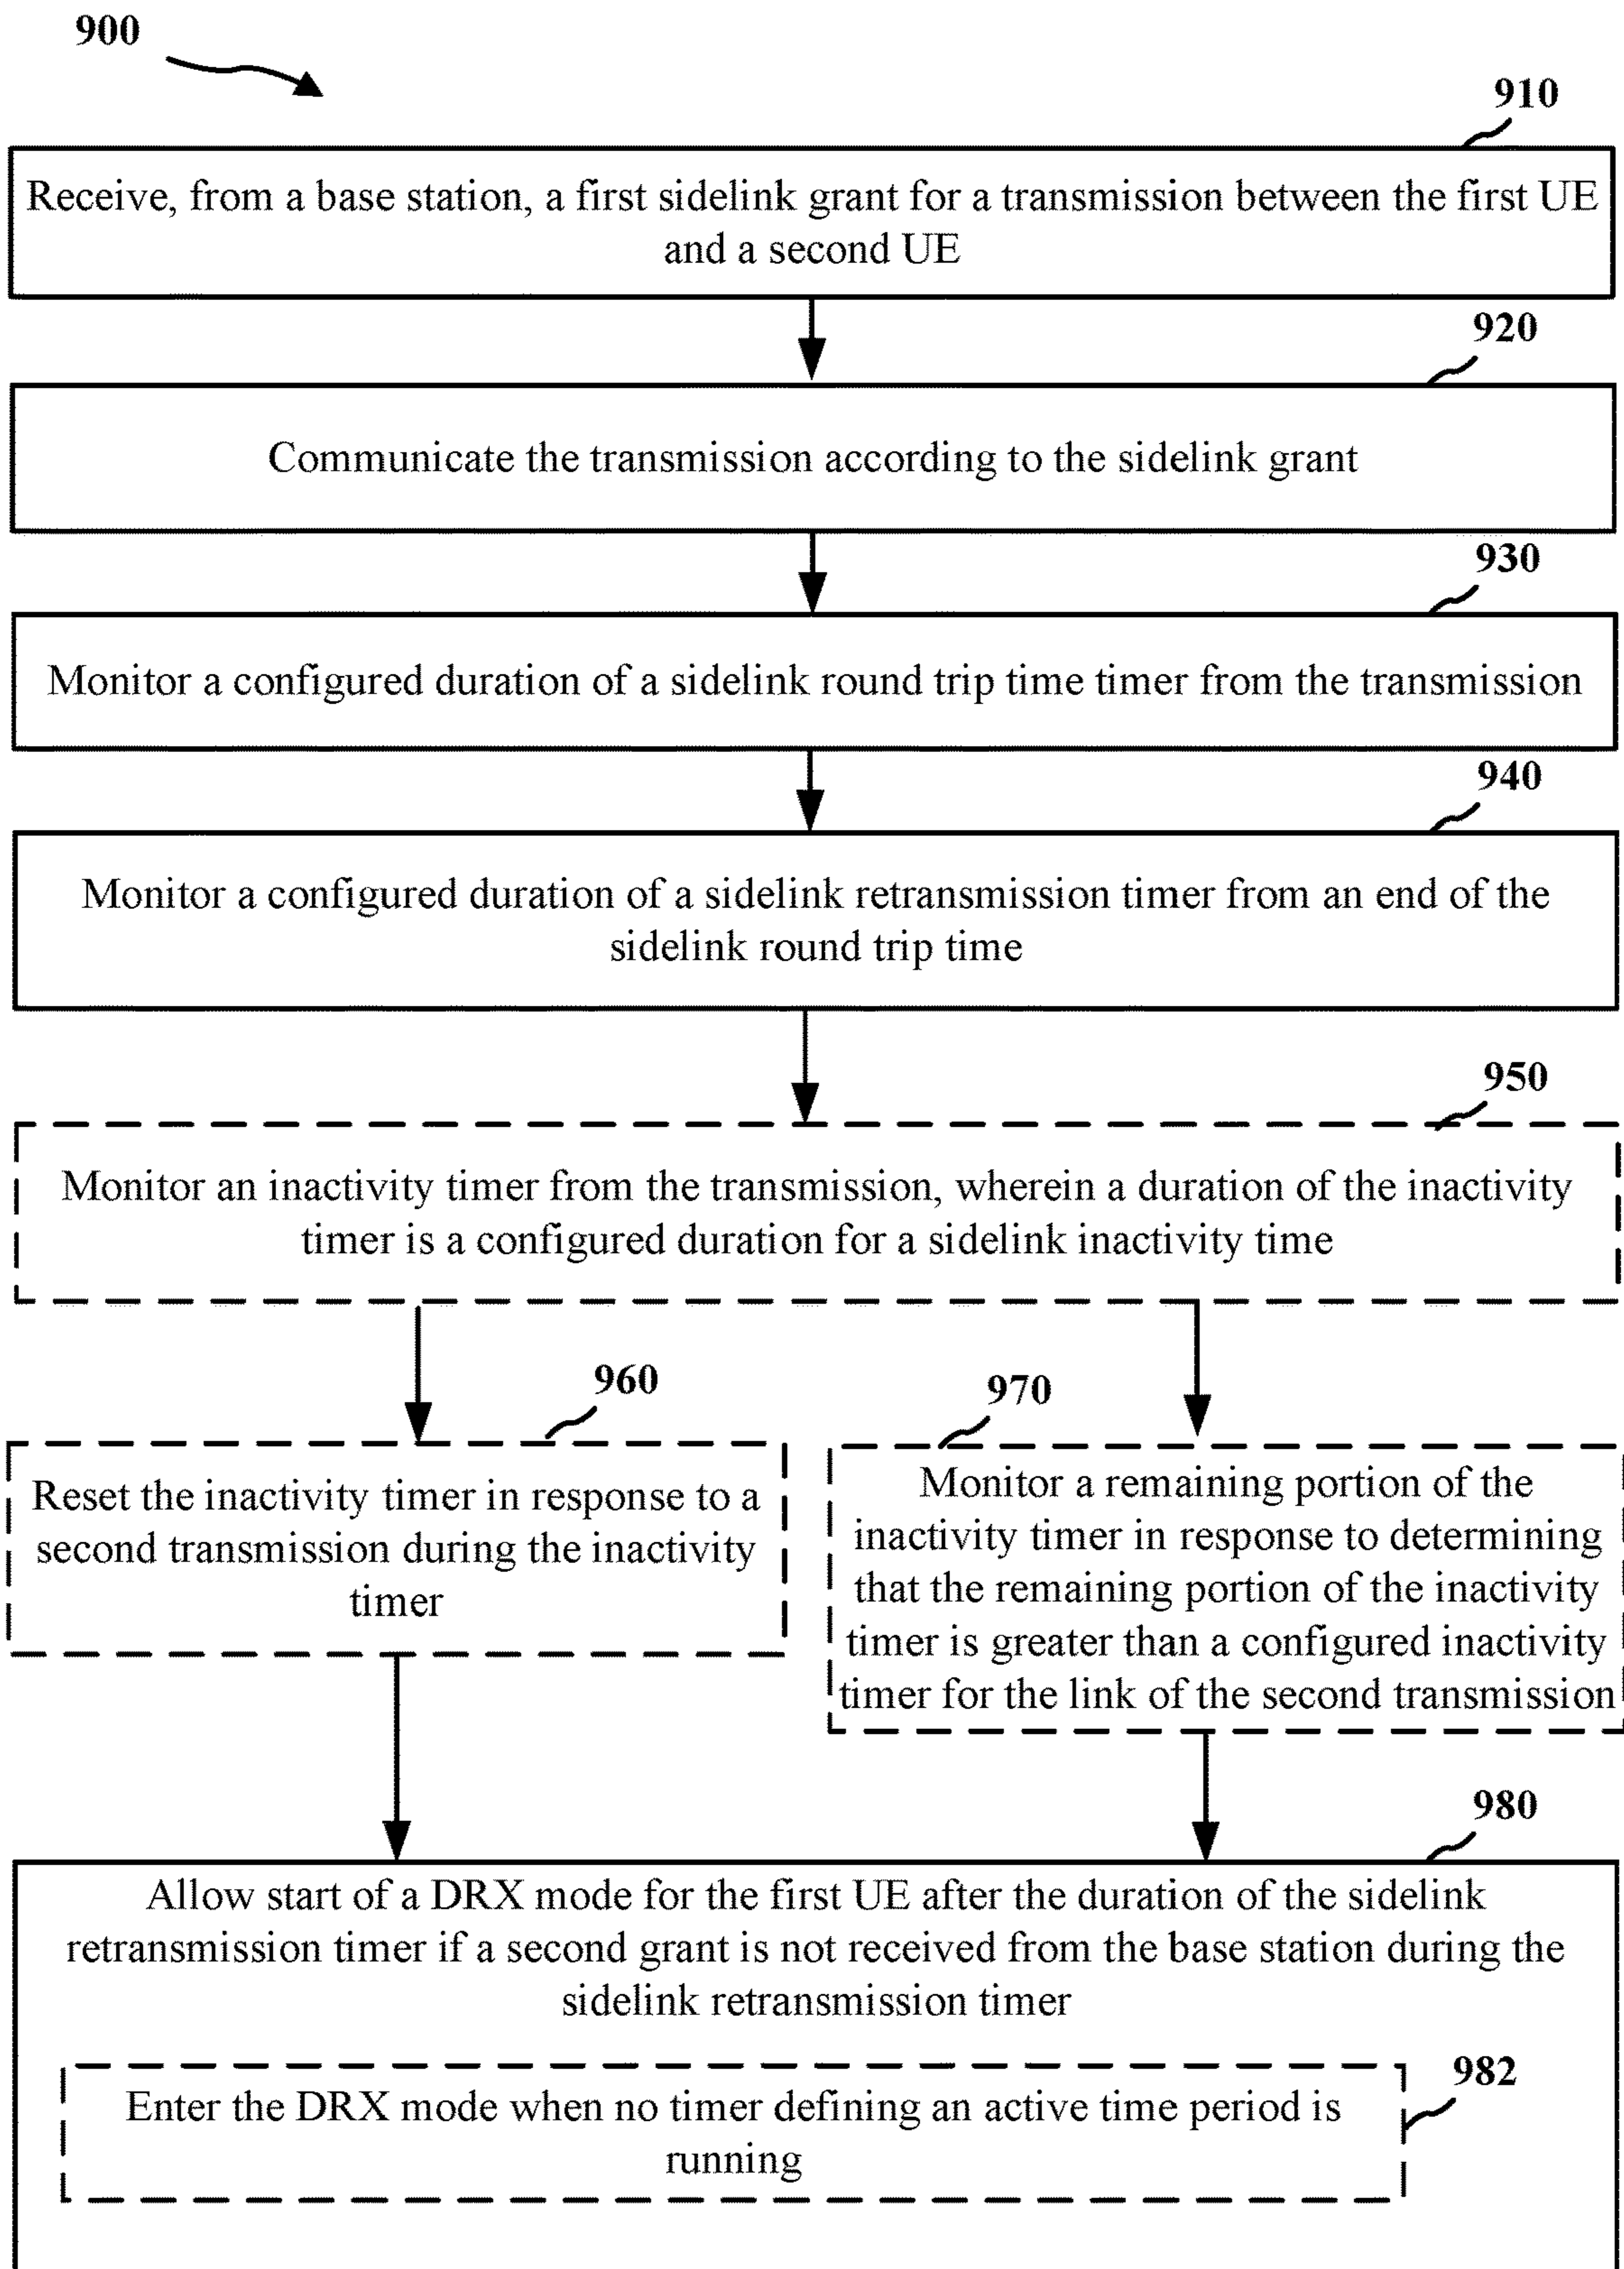 900
910
Receive, from a base station, a first sidelink grant for a transmission between the first UE
and a second UE
920
Communicate the transmission according to the sidelink grant
930
Monitor a configured duration of a sidelink round trip time timer from the transmission
940
Monitor a configured duration of a sidelink retransmission timer from an end of the
sidelink round trip time
950
Monitor an inactivity timer from the transmission, wherein a duration of the inactivity
timer is a configured duration for a sidelink inactivity time
960
Reset the inactivity timer in response to a
second transmission during the inactivity
timer
970
Monitor a remaining portion of the
inactivity timer in response to determining
that the remaining portion of the inactivity
timer is greater than a configured inactivity
timer for the link of the second transmission
980
Allow start of a DRX mode for the first UE after the duration of the sidelink
retransmission timer if a second grant is not received from the base station during the
sidelink retransmission timer
982
Enter the DRX mode when no timer defining an active time period is
running